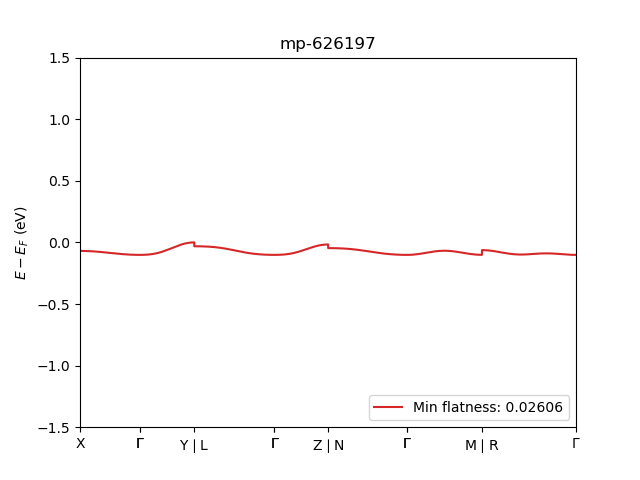 mp-626197
E − E_F (eV)
1.5
1.0
0.5
0.0
−0.5
−1.0
−1.5
Min flatness: 0.02606
X Γ Y | L Γ Z | N Γ M | R Γ